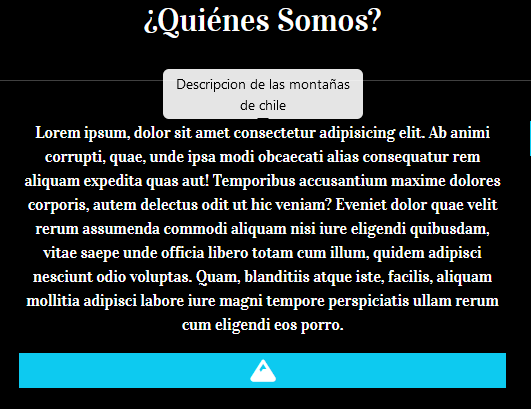 ¿Quiénes Somos?
Descripcion de las montañas
de chile
Lorem ipsum, dolor sit amet consectetur adipisicing elit. Ab animi
corrupti, quae, unde ipsa modi obcaecati alias consequatur rem
aliquam expedita quas aut! Temporibus accusantium maxime dolores
corporis, autem delectus odit ut hic veniam? Eveniet dolor quae velit
rerum assumenda commodi aliquam nisi iure eligendi quibusdam,
vitae saepe unde officia libero totam cum illum, quidem adipisci
nesciunt odio voluptas. Quam, blanditiis atque iste, facilis, aliquam
mollitia adipisci labore iure magni tempore perspiciatis ullam rerum
cum eligendi eos porro.